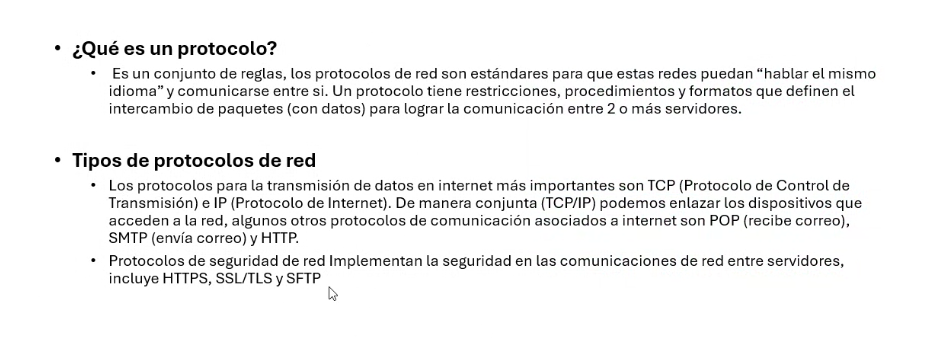 • ¿Qué es un protocolo?
• Es un conjunto de reglas, los protocolos de red son estándares para que estas redes puedan “hablar el mismo
idioma” y comunicarse entre si. Un protocolo tiene restricciones, procedimientos y formatos que definen el
intercambio de paquetes (con datos) para lograr la comunicación entre 2 o más servidores.
• Tipos de protocolos de red
• Los protocolos para la transmisión de datos en internet más importantes son TCP (Protocolo de Control de
Transmisión) e IP (Protocolo de Internet). De manera conjunta (TCP/IP) podemos enlazar los dispositivos que
acceden a la red, algunos otros protocolos de comunicación asociados a internet son POP (recibe correo),
SMTP (envía correo) y HTTP.
• Protocolos de seguridad de red Implementan la seguridad en las comunicaciones de red entre servidores,
incluye HTTPS, SSL/TLS y SFTP